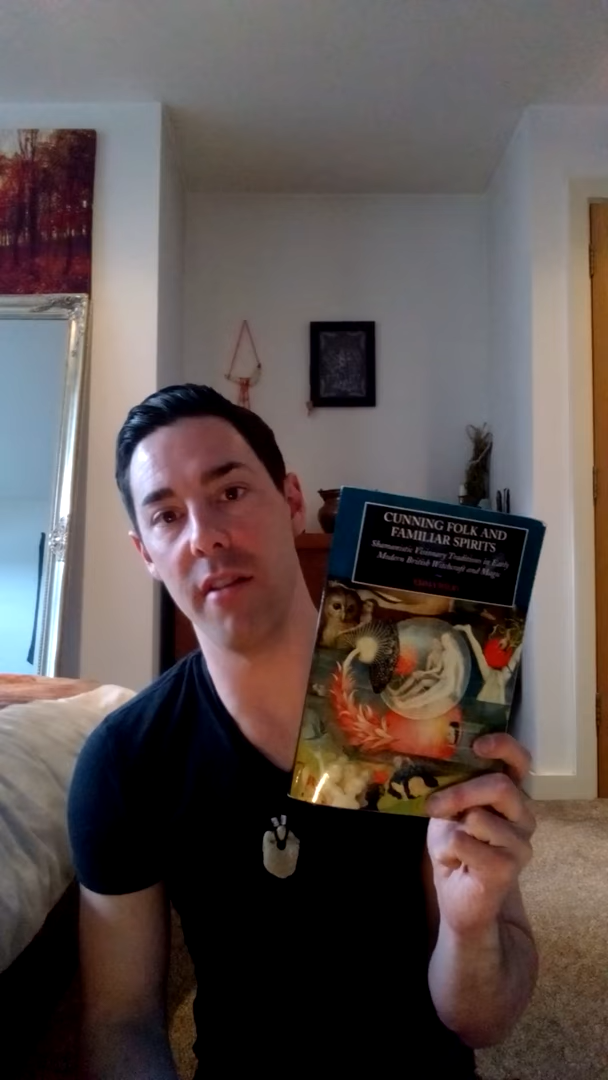 CUNNING FOLK AND
FAMILIAR SPIRITS
Shamanistic Visionary Traditions in Early
Modern British Witchcraft and Magic